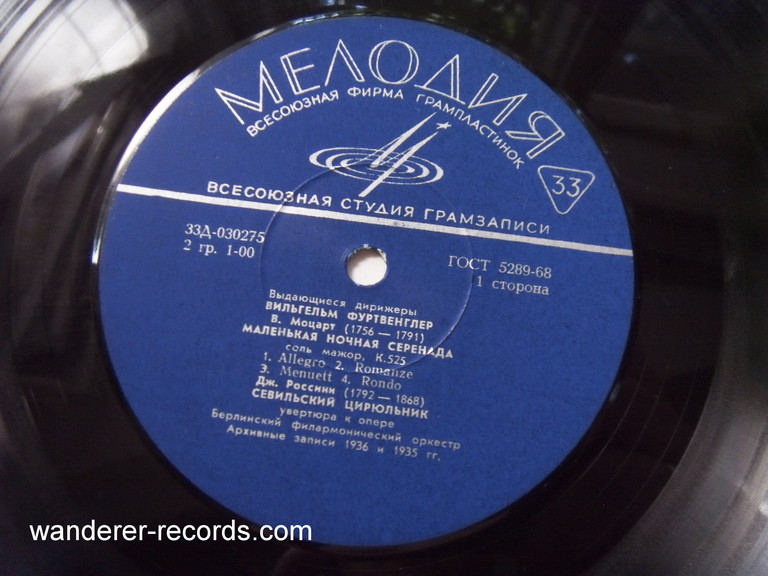 МЕЛОДИЯ
ВСЕСОЮЗНАЯ ФИРМА ГРАМПЛАСТИНОК
33
ВСЕСОЮЗНАЯ СТУДИЯ ГРАМЗАПИСИ
33Д-030275
2 гр. 1-00
ГОСТ 5289-68
1 сторона
Выдающиеся дирижеры
ВИЛЬГЕЛЬМ ФУРТВЕНГЛЕР
В. Моцарт (1756 — 1791)
МАЛЕНЬКАЯ НОЧНАЯ СЕРЕНАДА
соль мажор, К.525
1. Allegro 2. Romanze
Э. Menuett 4. Rondo
Дж. Россини (1792 — 1868)
СЕВИЛЬСКИЙ ЦИРЮЛЬНИК
увертюра к опере
Берлинский филармонический оркестр
Архивные записи 1936 и 1935 гг.
wanderer-records.com